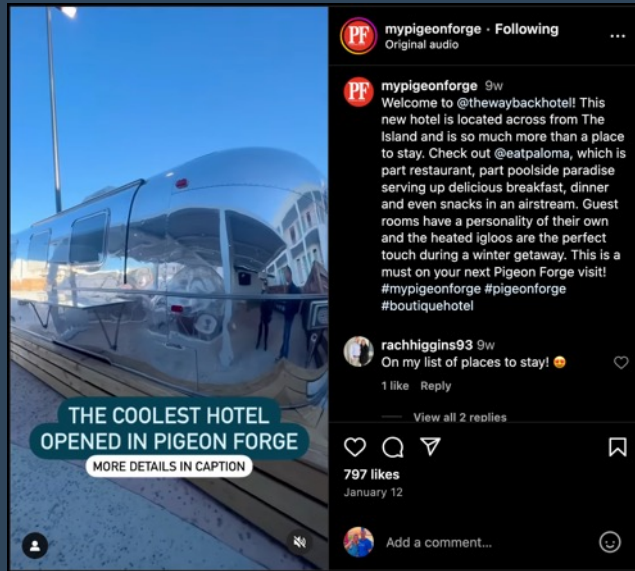 THE COOLEST HOTEL
OPENED IN PIGEON FORGE
MORE DETAILS IN CAPTION
PF
mypigeonforge · Following
Original audio
PF
mypigeonforge 9w
Welcome to @thewaybackhotel! This
new hotel is located across from The
Island and is so much more than a place
to stay. Check out @eatpaloma, which is
part restaurant, part poolside paradise
serving up delicious breakfast, dinner
and even snacks in an airstream. Guest
rooms have a personality of their own
and the heated igloos are the perfect
touch during a winter getaway. This is a
must on your next Pigeon Forge visit!
#mypigeonforge #pigeonforge
#boutiquehotel
rachhiggins93 9w
On my list of places to stay! 😍
1 like Reply
View all 2 replies
797 likes
January 12
Add a comment...